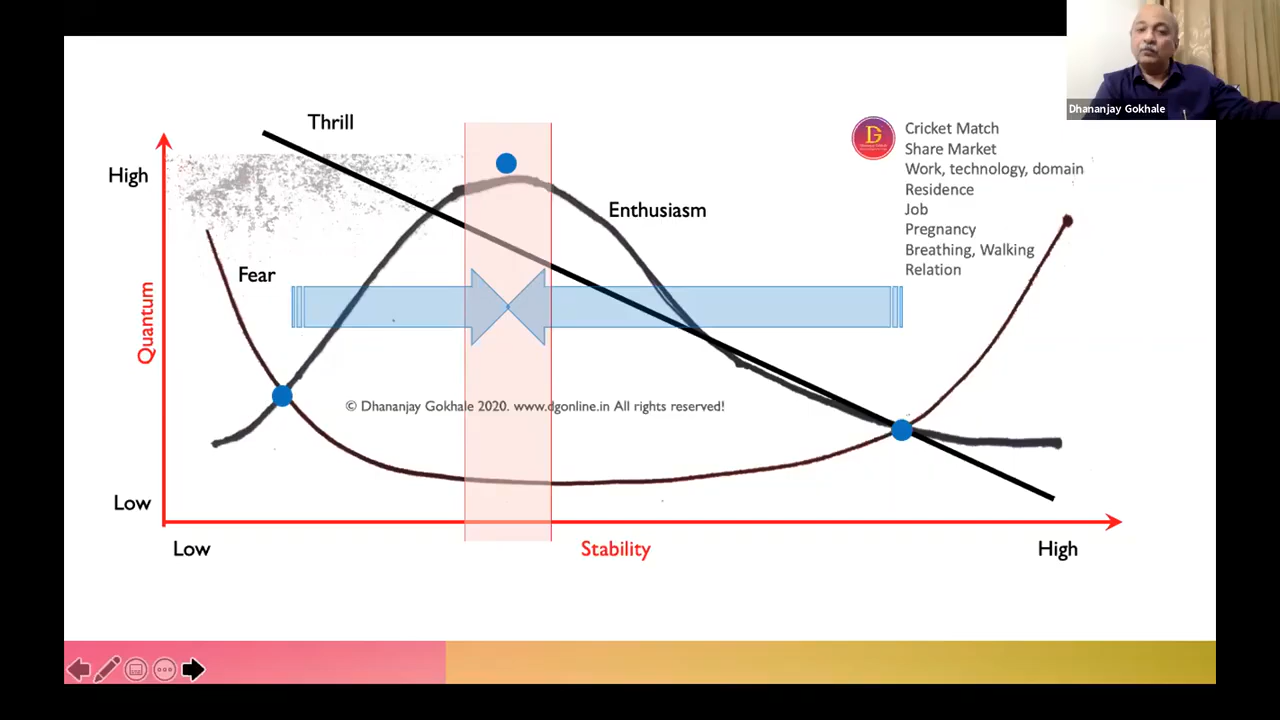 Dhananjay Gokhale
Thrill
High
Enthusiasm
Fear
Quantum
Low
Low
Stability
High
Cricket Match
Share Market
Work, technology, domain
Residence
Job
Pregnancy
Breathing, Walking
Relation
© Dhananjay Gokhale 2020. www.dgonline.in All rights reserved!